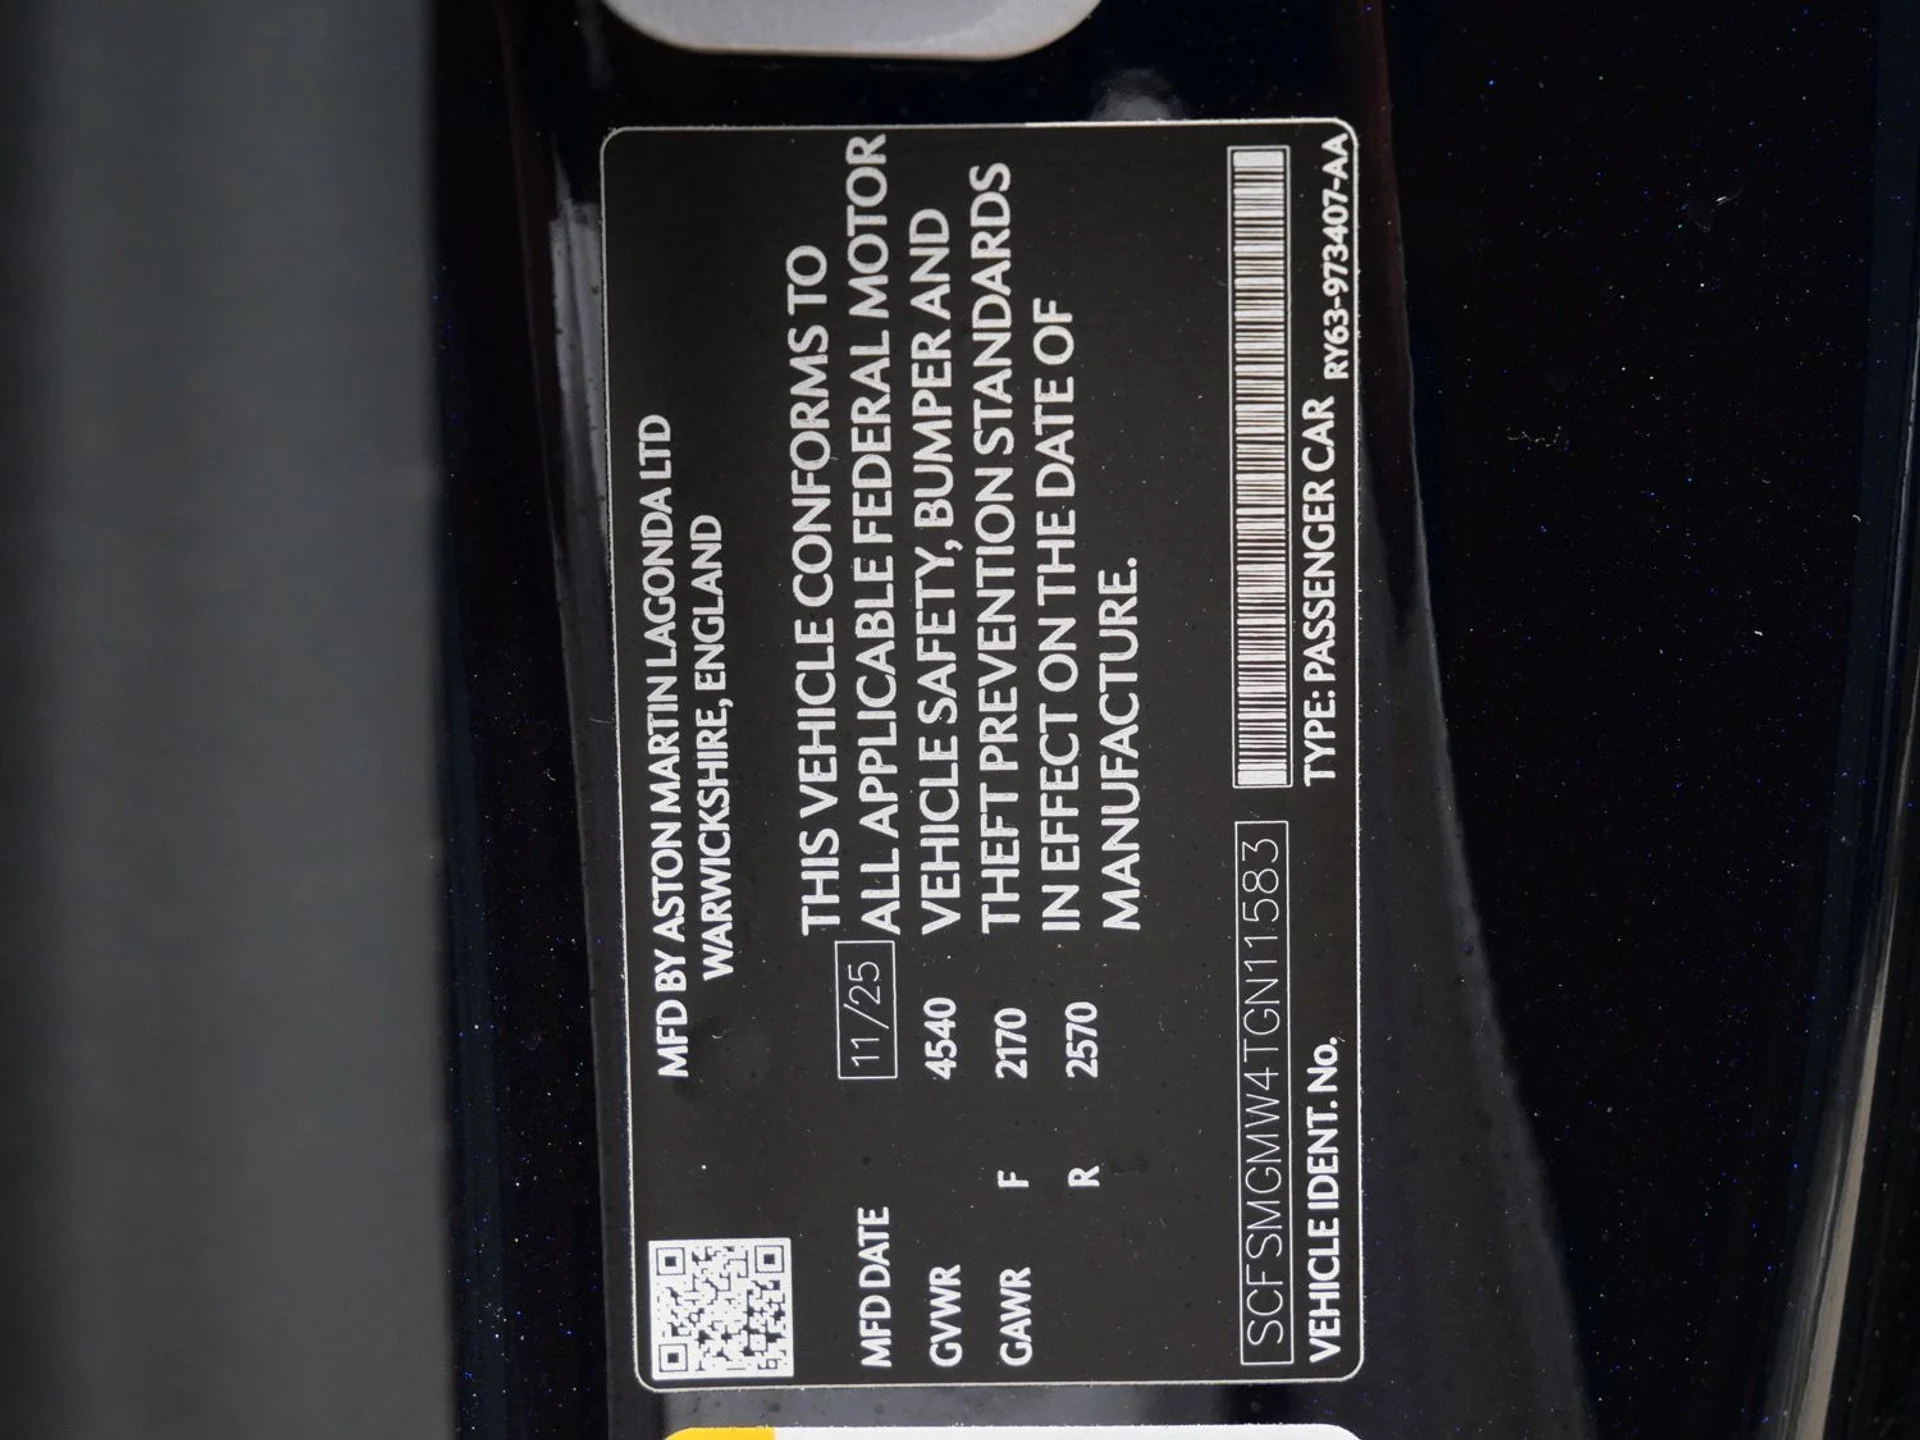 MFD BY ASTON MARTIN LAGONDA LTD
WARWICKSHIRE, ENGLAND
THIS VEHICLE CONFORMS TO
MFD DATE 11/25 ALL APPLICABLE FEDERAL MOTOR
GVWR 4540 VEHICLE SAFETY, BUMPER AND
GAWR F 2170 THEFT PREVENTION STANDARDS
R 2570 IN EFFECT ON THE DATE OF
MANUFACTURE.
SCFSMGMW4TGN11583
VEHICLE IDENT. No. TYPE: PASSENGER CAR RY63-973407-AA